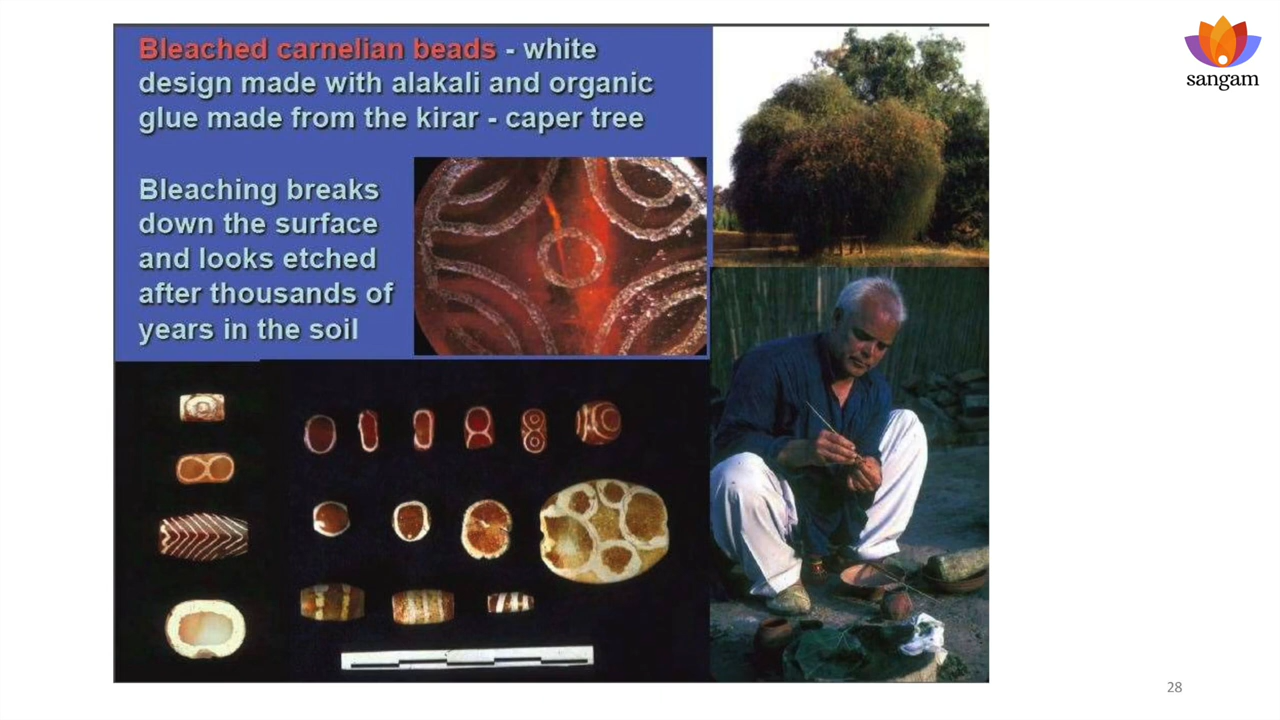 Bleached carnelian beads - white
design made with alakali and organic
glue made from the kirar - caper tree
Bleaching breaks
down the surface
and looks etched
after thousands of
years in the soil
sangam
28